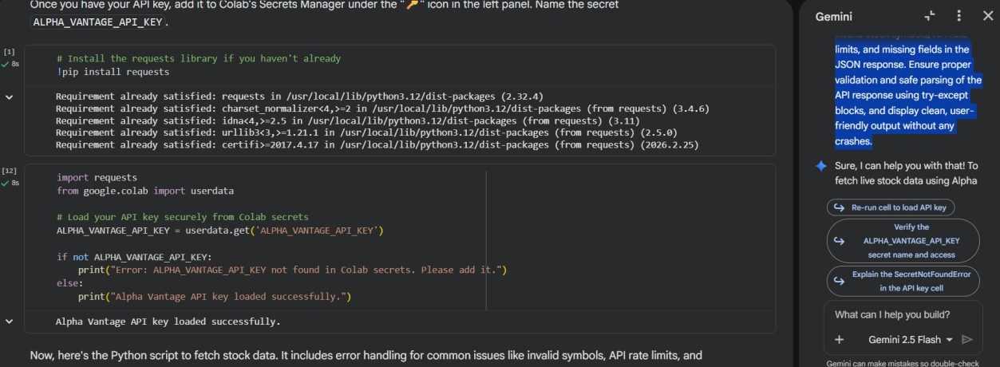 Once you have your API key, add it to Colab's Secrets Manager under the "🔑" icon in the left panel. Name the secret
ALPHA_VANTAGE_API_KEY .
[1]
8s
# Install the requests library if you haven't already
!pip install requests
Requirement already satisfied: requests in /usr/local/lib/python3.12/dist-packages (2.32.4)
Requirement already satisfied: charset_normalizer<4,>=2 in /usr/local/lib/python3.12/dist-packages (from requests) (3.4.6)
Requirement already satisfied: idna<4,>=2.5 in /usr/local/lib/python3.12/dist-packages (from requests) (3.11)
Requirement already satisfied: urllib3<3,>=1.21.1 in /usr/local/lib/python3.12/dist-packages (from requests) (2.5.0)
Requirement already satisfied: certifi>=2017.4.17 in /usr/local/lib/python3.12/dist-packages (from requests) (2026.2.25)
[12]
8s
import requests
from google.colab import userdata
# Load your API key securely from Colab secrets
ALPHA_VANTAGE_API_KEY = userdata.get('ALPHA_VANTAGE_API_KEY')
if not ALPHA_VANTAGE_API_KEY:
    print("Error: ALPHA_VANTAGE_API_KEY not found in Colab secrets. Please add it.")
else:
    print("Alpha Vantage API key loaded successfully.")
Alpha Vantage API key loaded successfully.
Now, here's the Python script to fetch stock data. It includes error handling for common issues like invalid symbols, API rate limits, and
Gemini
limits, and missing fields in the
JSON response. Ensure proper
validation and safe parsing of the
API response using try-except
blocks, and display clean, user-
friendly output without any
crashes.
Sure, I can help you with that! To
fetch live stock data using Alpha
Re-run cell to load API key
Verify the
ALPHA_VANTAGE_API_KEY
secret name and access
Explain the SecretNotFoundError
in the API key cell
What can I help you build?
Gemini 2.5 Flash
Gemini can make mistakes so double-check